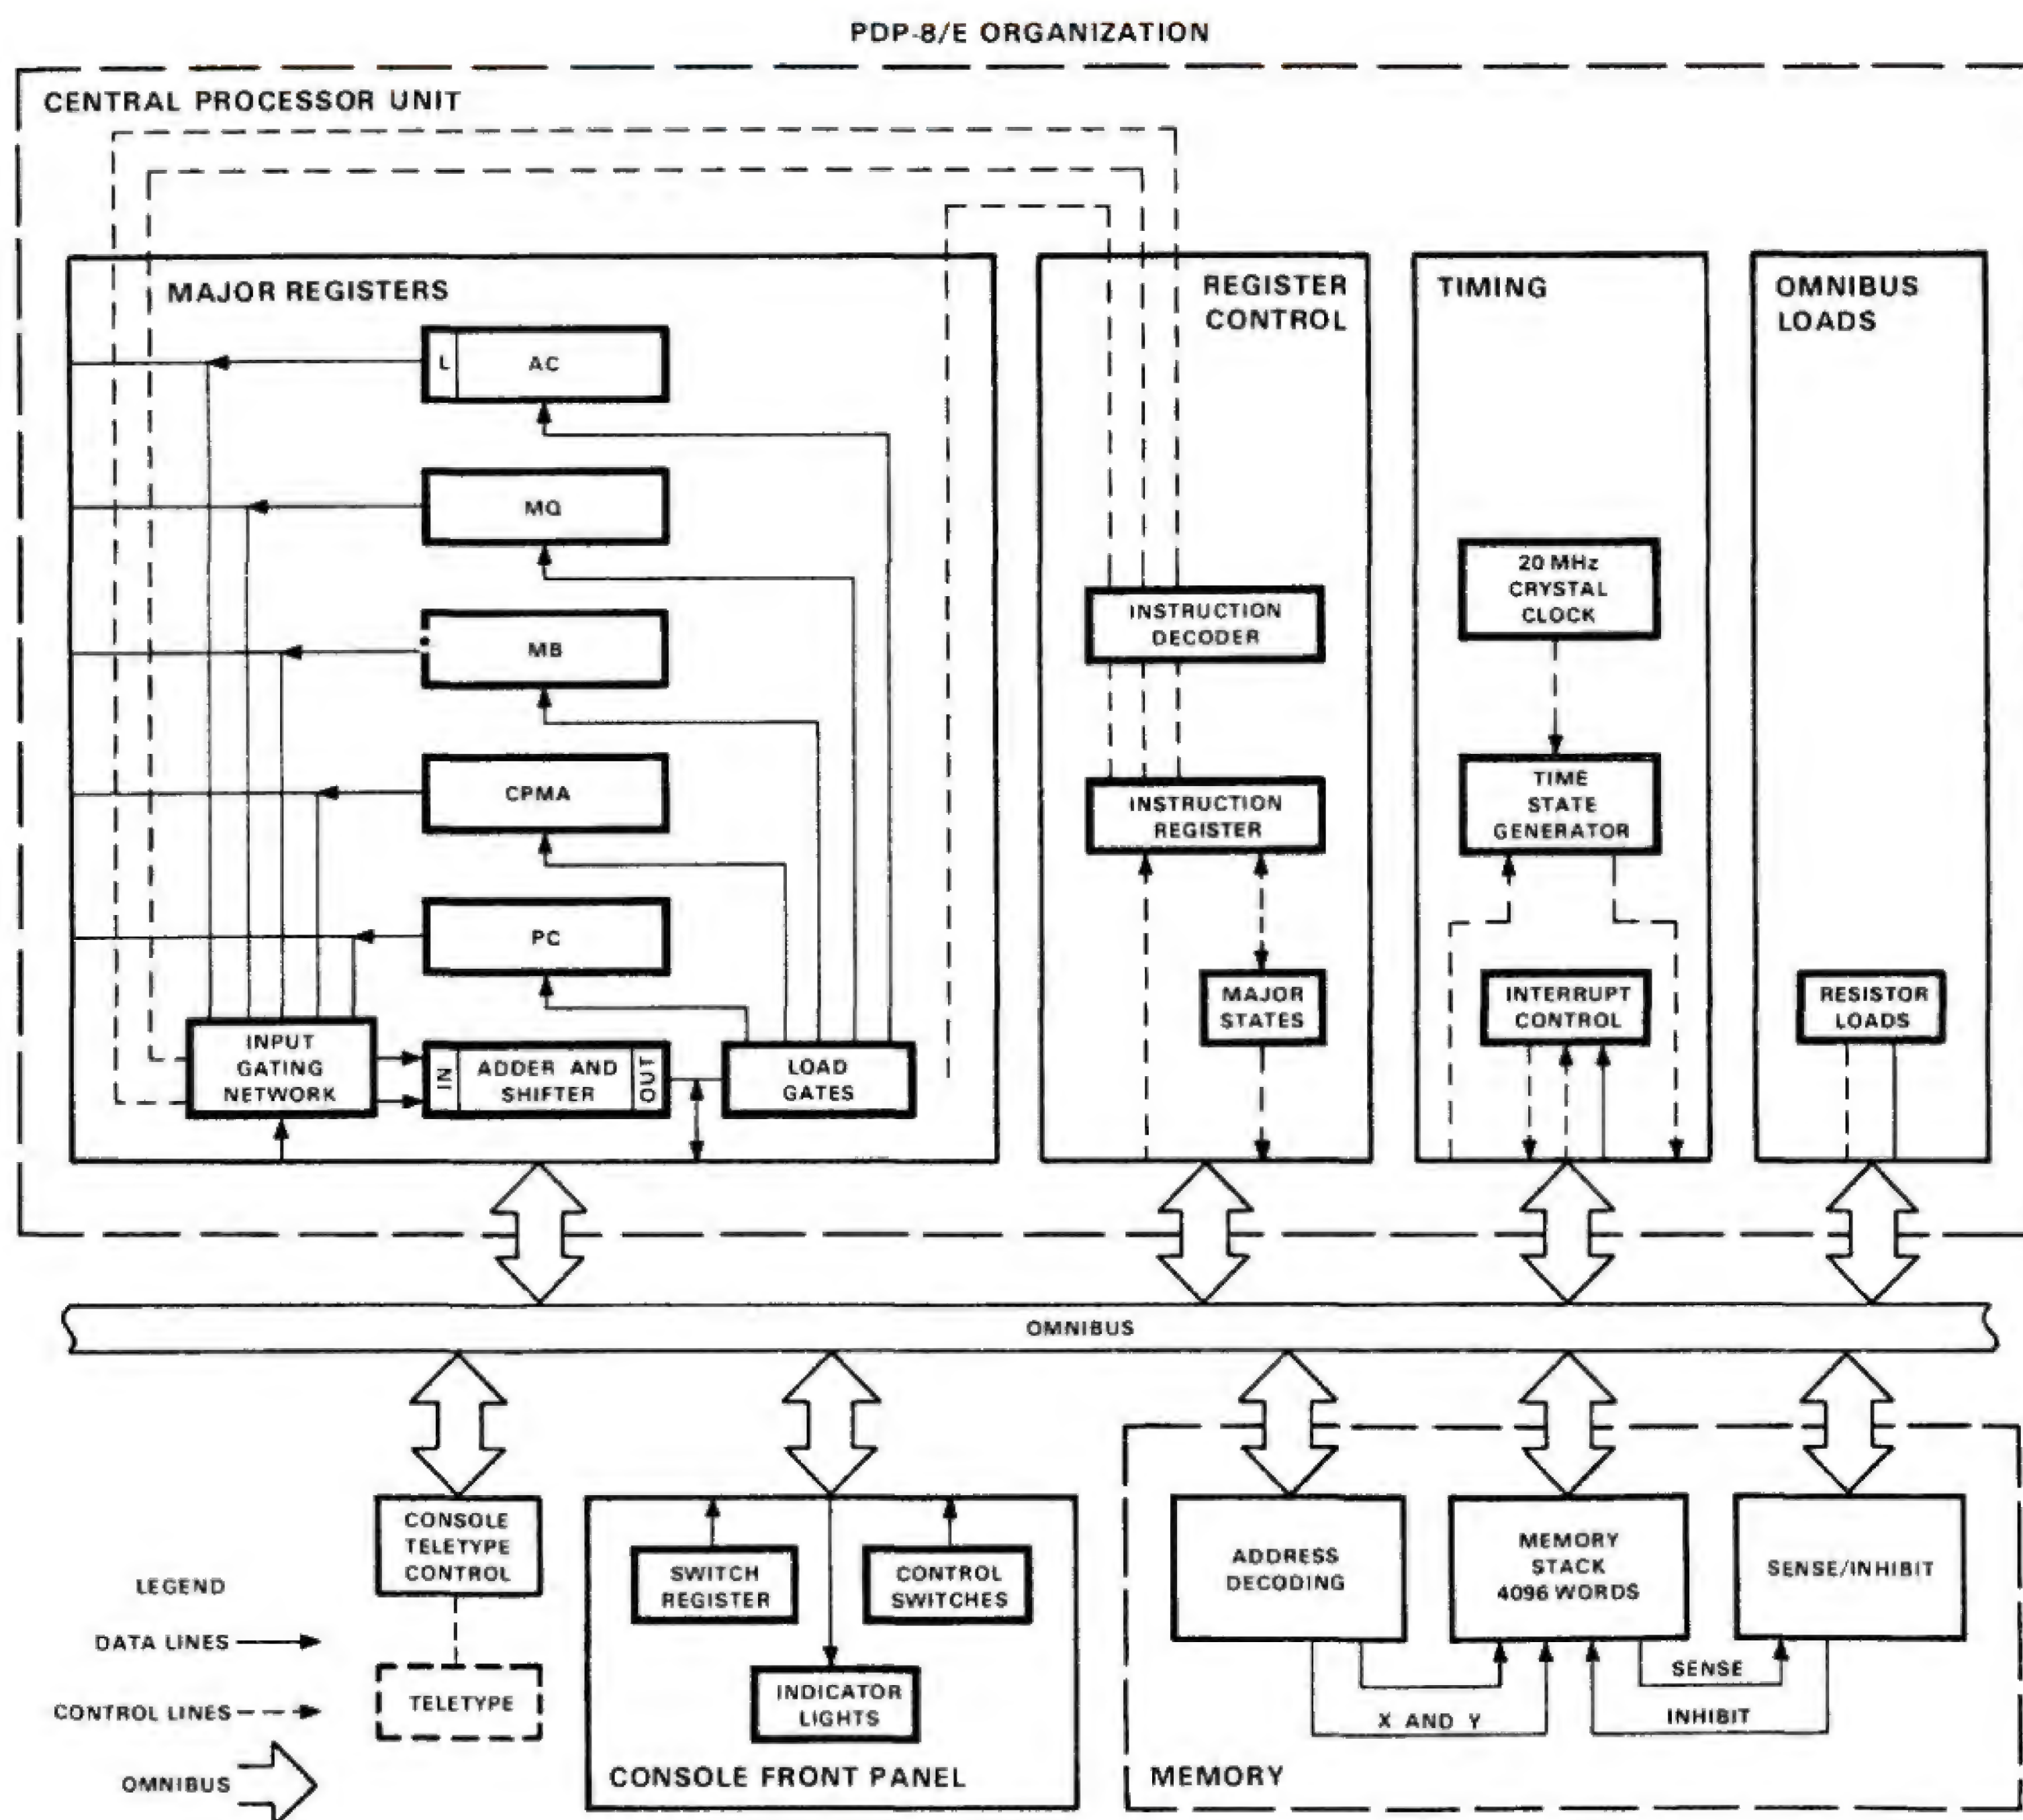 PDP-8/E ORGANIZATION
CENTRAL PROCESSOR UNIT
MAJOR REGISTERS
L
AC
MQ
MB
CPMA
PC
INPUT
GATING
NETWORK
IN
ADDER AND
SHIFTER
OUT
LOAD
GATES
REGISTER
CONTROL
INSTRUCTION
DECODER
INSTRUCTION
REGISTER
MAJOR
STATES
TIMING
20 MHz
CRYSTAL
CLOCK
TIME
STATE
GENERATOR
INTERRUPT
CONTROL
OMNIBUS
LOADS
RESISTOR
LOADS
OMNIBUS
CONSOLE
TELETYPE
CONTROL
TELETYPE
LEGEND
DATA LINES
CONTROL LINES
OMNIBUS
SWITCH
REGISTER
CONTROL
SWITCHES
INDICATOR
LIGHTS
CONSOLE FRONT PANEL
ADDRESS
DECODING
MEMORY
STACK
4096 WORDS
SENSE/INHIBIT
SENSE
X AND Y
INHIBIT
MEMORY